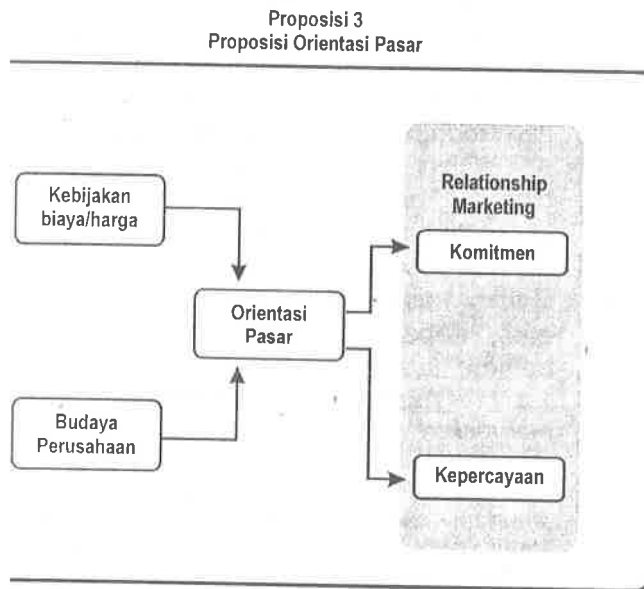 Proposisi 3
Proposisi Orientasi Pasar
Kebijakan
biaya/harga
Relationship
Marketing
Komitmen
Orientasi
Pasar
Budaya
Perusahaan
Kepercayaan